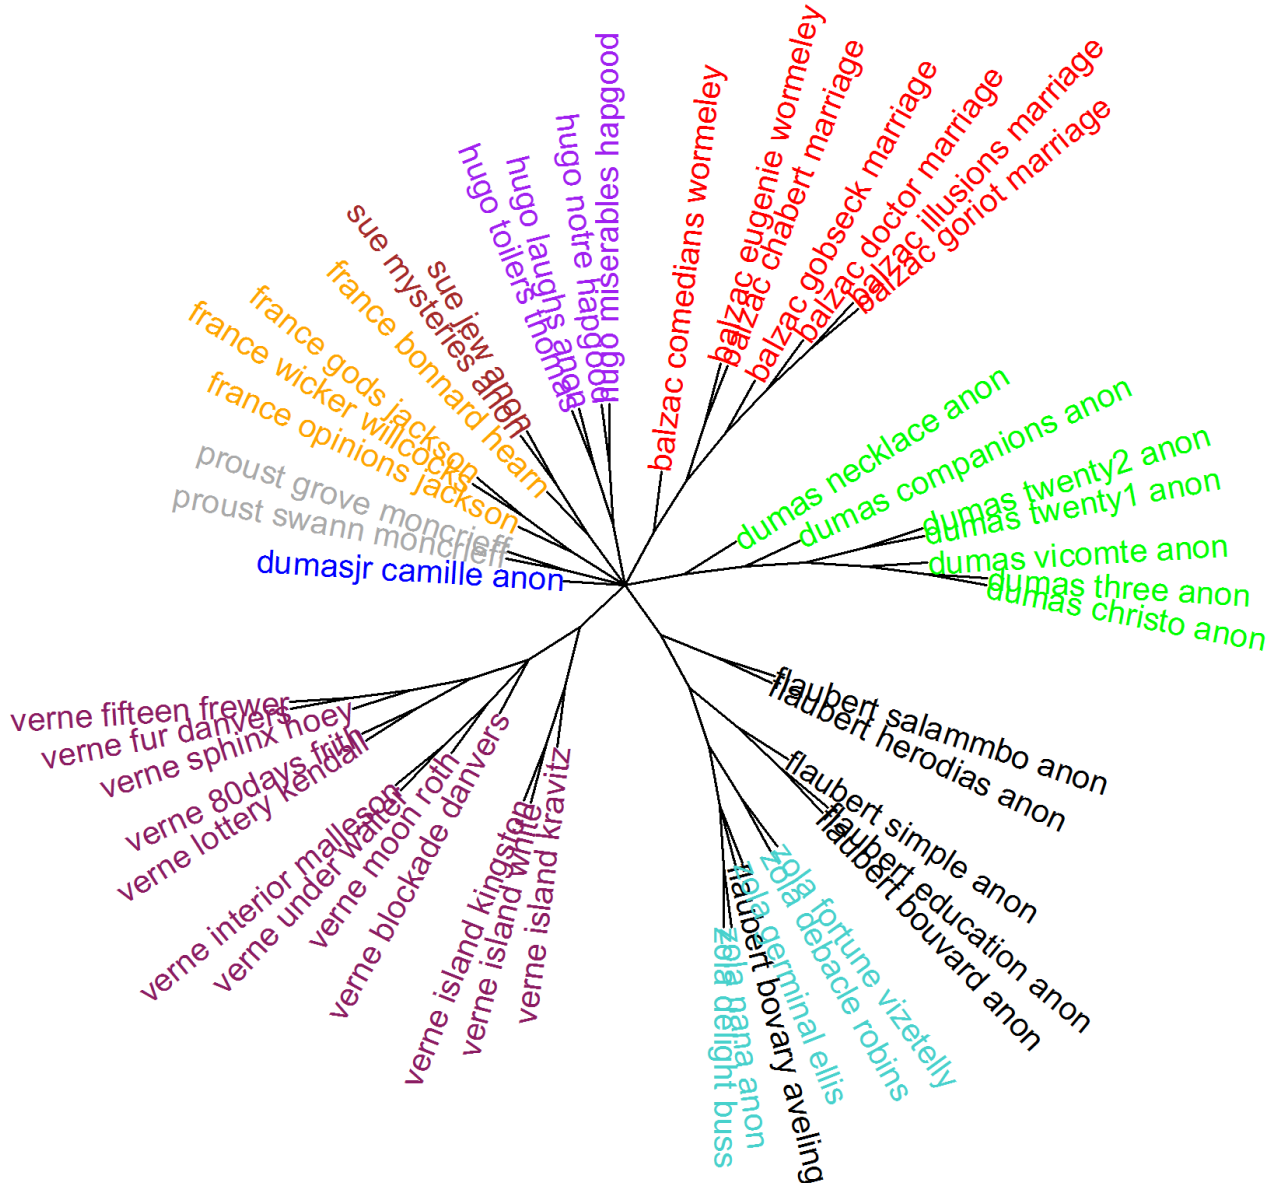 hugo toilers thomas
hugo laughs anon
hugo notre hapgood
hugo miserables hapgood
balzac comedians wormeley
balzac eugenie wormeley
balzac chabert marriage
balzac gobseck marriage
balzac doctor marriage
balzac illusions marriage
balzac goriot marriage
dumas necklace anon
dumas companions anon
dumas twenty2 anon
dumas twenty1 anon
dumas vicomte anon
dumas three anon
dumas christo anon
flaubert salammbo anon
flaubert herodias anon
flaubert simple anon
flaubert education anon
flaubert bouvard anon
zola fortune vizetelly
zola debacle robins
zola germinal ellis
flaubert bovary aveling
zola nana anon
zola delight buss
verne island kravitz
verne island white
verne island kingston
verne blockade danvers
verne moon roth
verne under walter
verne interior malleson
verne lottery kendall
verne 80days frith
verne sphinx hoey
verne fur danvers
verne fifteen frewer
dumasjr camille anon
proust swann moncrieff
proust grove moncrieff
france opinions jackson
france wicker willcocks
france gods jackson
france bonnard hearn
sue mysteries anon
sue jew anon